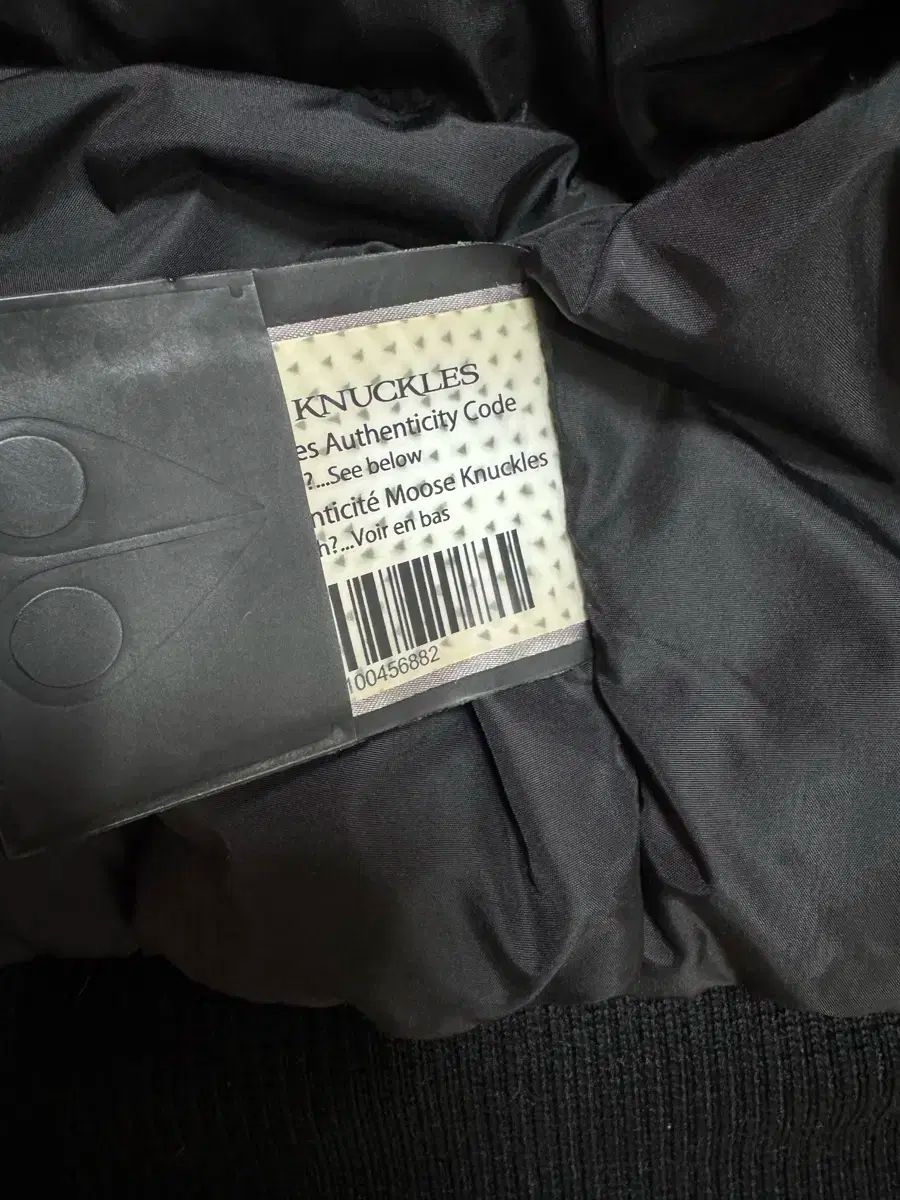 KNUCKLES
es Authenticity Code
?...See below
nticité Moose Knuckles
h?...Voir en bas
100456882